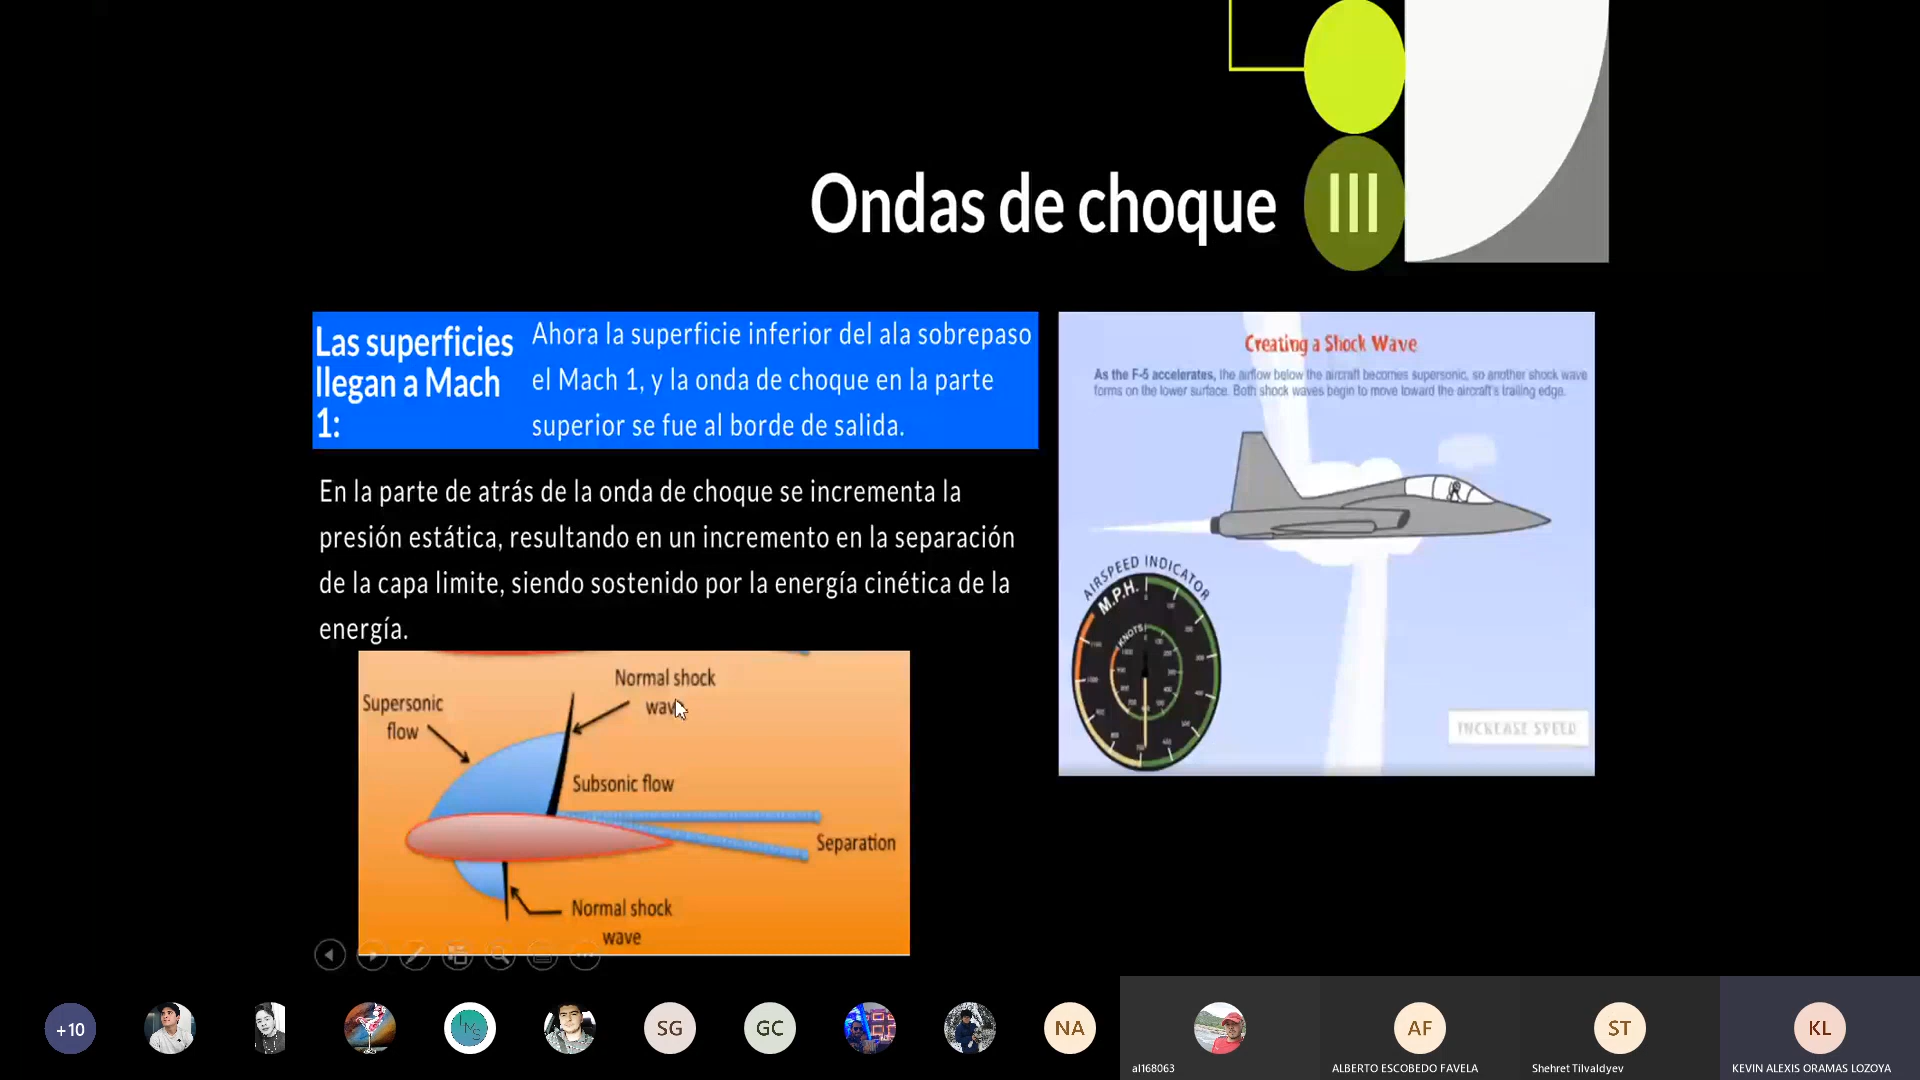 Ondas de choque
III
Las superficies
llegan a Mach
1:
Ahora la superficie inferior del ala sobrepaso
el Mach 1, y la onda de choque en la parte
superior se fue al borde de salida.
En la parte de atrás de la onda de choque se incrementa la
presión estática, resultando en un incremento en la separación
de la capa limite, siendo sostenido por la energía cinética de la
energía.
Supersonic
flow
Normal shock
Subsonic flow
Separation
Normal shock
wave
Creating a Shock Wave
As the F-5 accelerates, the airflow below the aircraft becomes supersonic, so another shock wave
forms on the lower surface. Both shock waves begin to move toward the aircraft's trailing edge.
AIRSPEED INDICATOR
M.P.H.
KNOTS
INCREASE SPEED
+10
SG
GC
NA
AF
ST
KL
al168063
ALBERTO ESCOBEDO FAVELA
Shehret Tilvaldyev
KEVIN ALEXIS ORAMAS LOZOYA